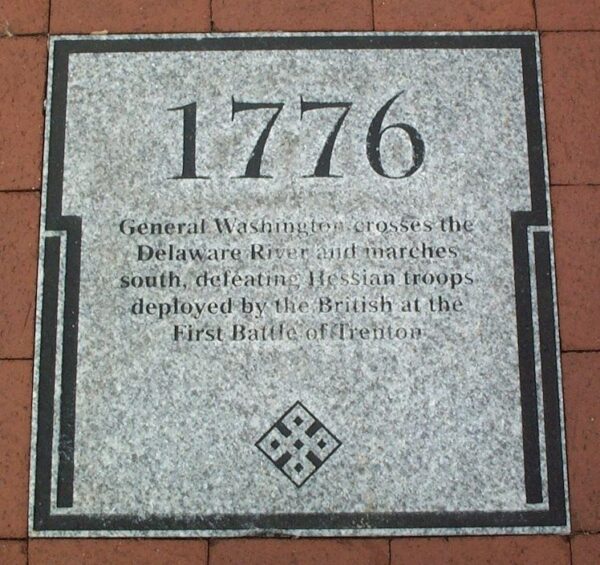 1776
General Washington crosses the
Delaware River and marches
south, defeating Hessian troops
deployed by the British at the
First Battle of Trenton